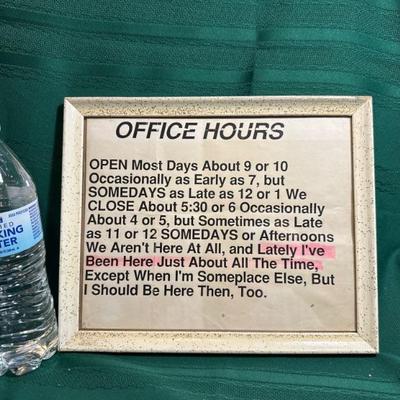 OFFICE HOURS
OPEN Most Days About 9 or 10
Occasionally as Early as 7, but
SOMEDAYS as Late as 12 or 1 We
CLOSE About 5:30 or 6 Occasionally
About 4 or 5, but Sometimes as Late
as 11 or 12 SOMEDAYS or Afternoons
We Aren't Here At All, and Lately I've
Been Here Just About All The Time,
Except When I'm Someplace Else, But
I Should Be Here Then, Too.